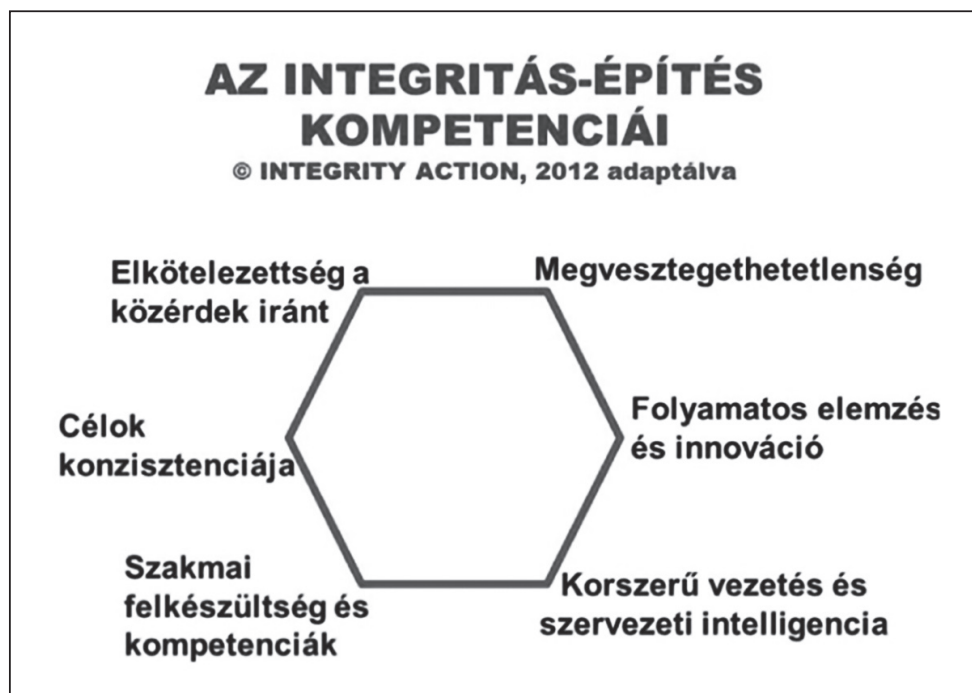 AZ INTEGRITÁS-ÉPÍTÉS
KOMPETENCIÁI
© INTEGRITY ACTION, 2012 adaptálva
Elkötelezettség a
közérdek iránt
Megvesztegethetetlenség
Célok
konzisztenciája
Folyamatos elemzés
és innováció
Szakmai
felkészültség és
kompetenciák
Korszerű vezetés és
szervezeti intelligencia